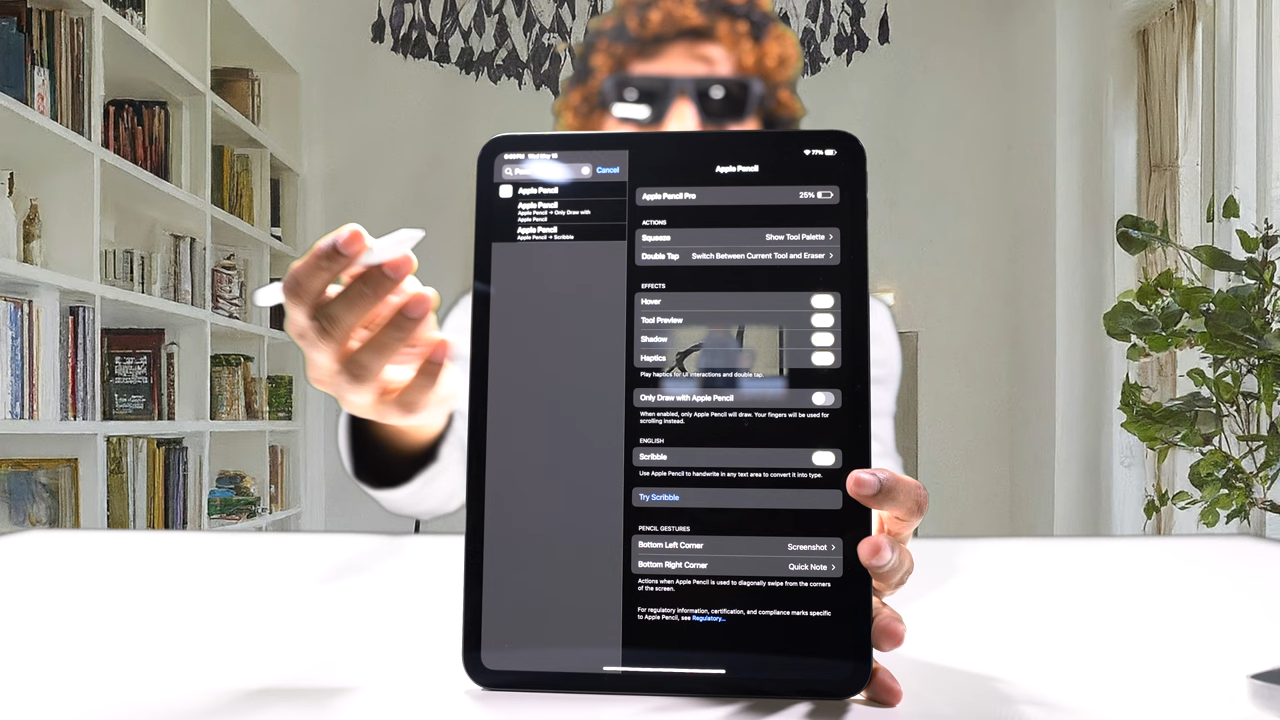 Wed May 15
77%
Cancel
Apple Pencil
Apple Pencil
Apple Pencil → Only Draw with
Apple Pencil
Apple Pencil
Apple Pencil → Scribble
Apple Pencil
Apple Pencil Pro 25%
ACTIONS
Squeeze Show Tool Palette
Double Tap Switch Between Current Tool and Eraser
EFFECTS
Hover
Tool Preview
Shadow
Haptics
Play haptics for UI interactions and double tap.
Only Draw with Apple Pencil
When enabled, only Apple Pencil will draw. Your fingers will be used for
scrolling instead.
ENGLISH
Scribble
Use Apple Pencil to handwrite in any text area to convert it into type.
Try Scribble
PENCIL GESTURES
Bottom Left Corner Screenshot
Bottom Right Corner Quick Note
Actions when Apple Pencil is used to diagonally swipe from the corners
of the screen.
For regulatory information, certification, and compliance marks specific
to Apple Pencil, see Regulatory...